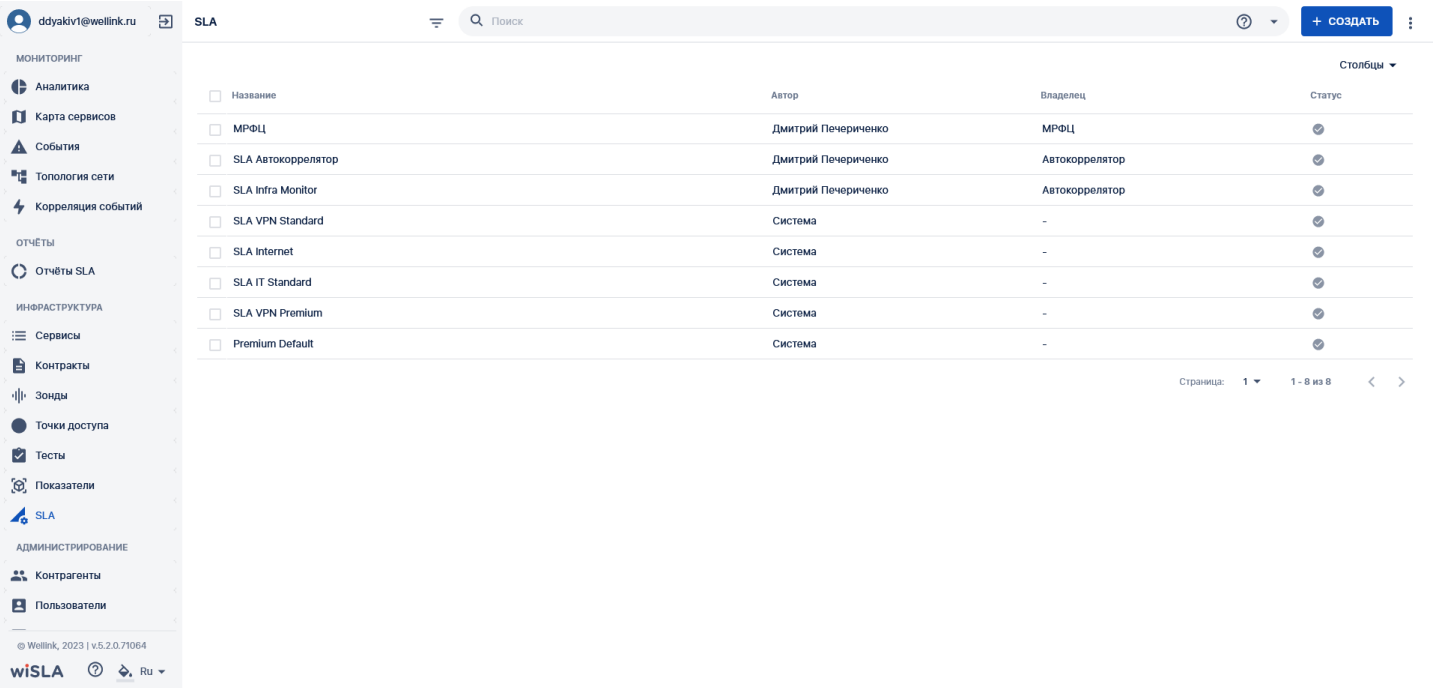 ddyakiv1@wellink.ru
SLA
Поиск
+ СОЗДАТЬ
МОНИТОРИНГ
Аналитика
Карта сервисов
События
Топология сети
Корреляция событий
ОТЧЁТЫ
Отчёты SLA
ИНФРАСТРУКТУРА
Сервисы
Контракты
Зонды
Точки доступа
Тесты
Показатели
SLA
АДМИНИСТРИРОВАНИЕ
Контрагенты
Пользователи
© Wellink, 2023 | v.5.2.0.71064
wiSLA
Ru
Столбцы
Название Автор Владелец Статус
МРФЦ Дмитрий Печериченко МРФЦ
SLA Автокоррелятор Дмитрий Печериченко Автокоррелятор
SLA Infra Monitor Дмитрий Печериченко Автокоррелятор
SLA VPN Standard Система -
SLA Internet Система -
SLA IT Standard Система -
SLA VPN Premium Система -
Premium Default Система -
Страница: 1 1 - 8 из 8